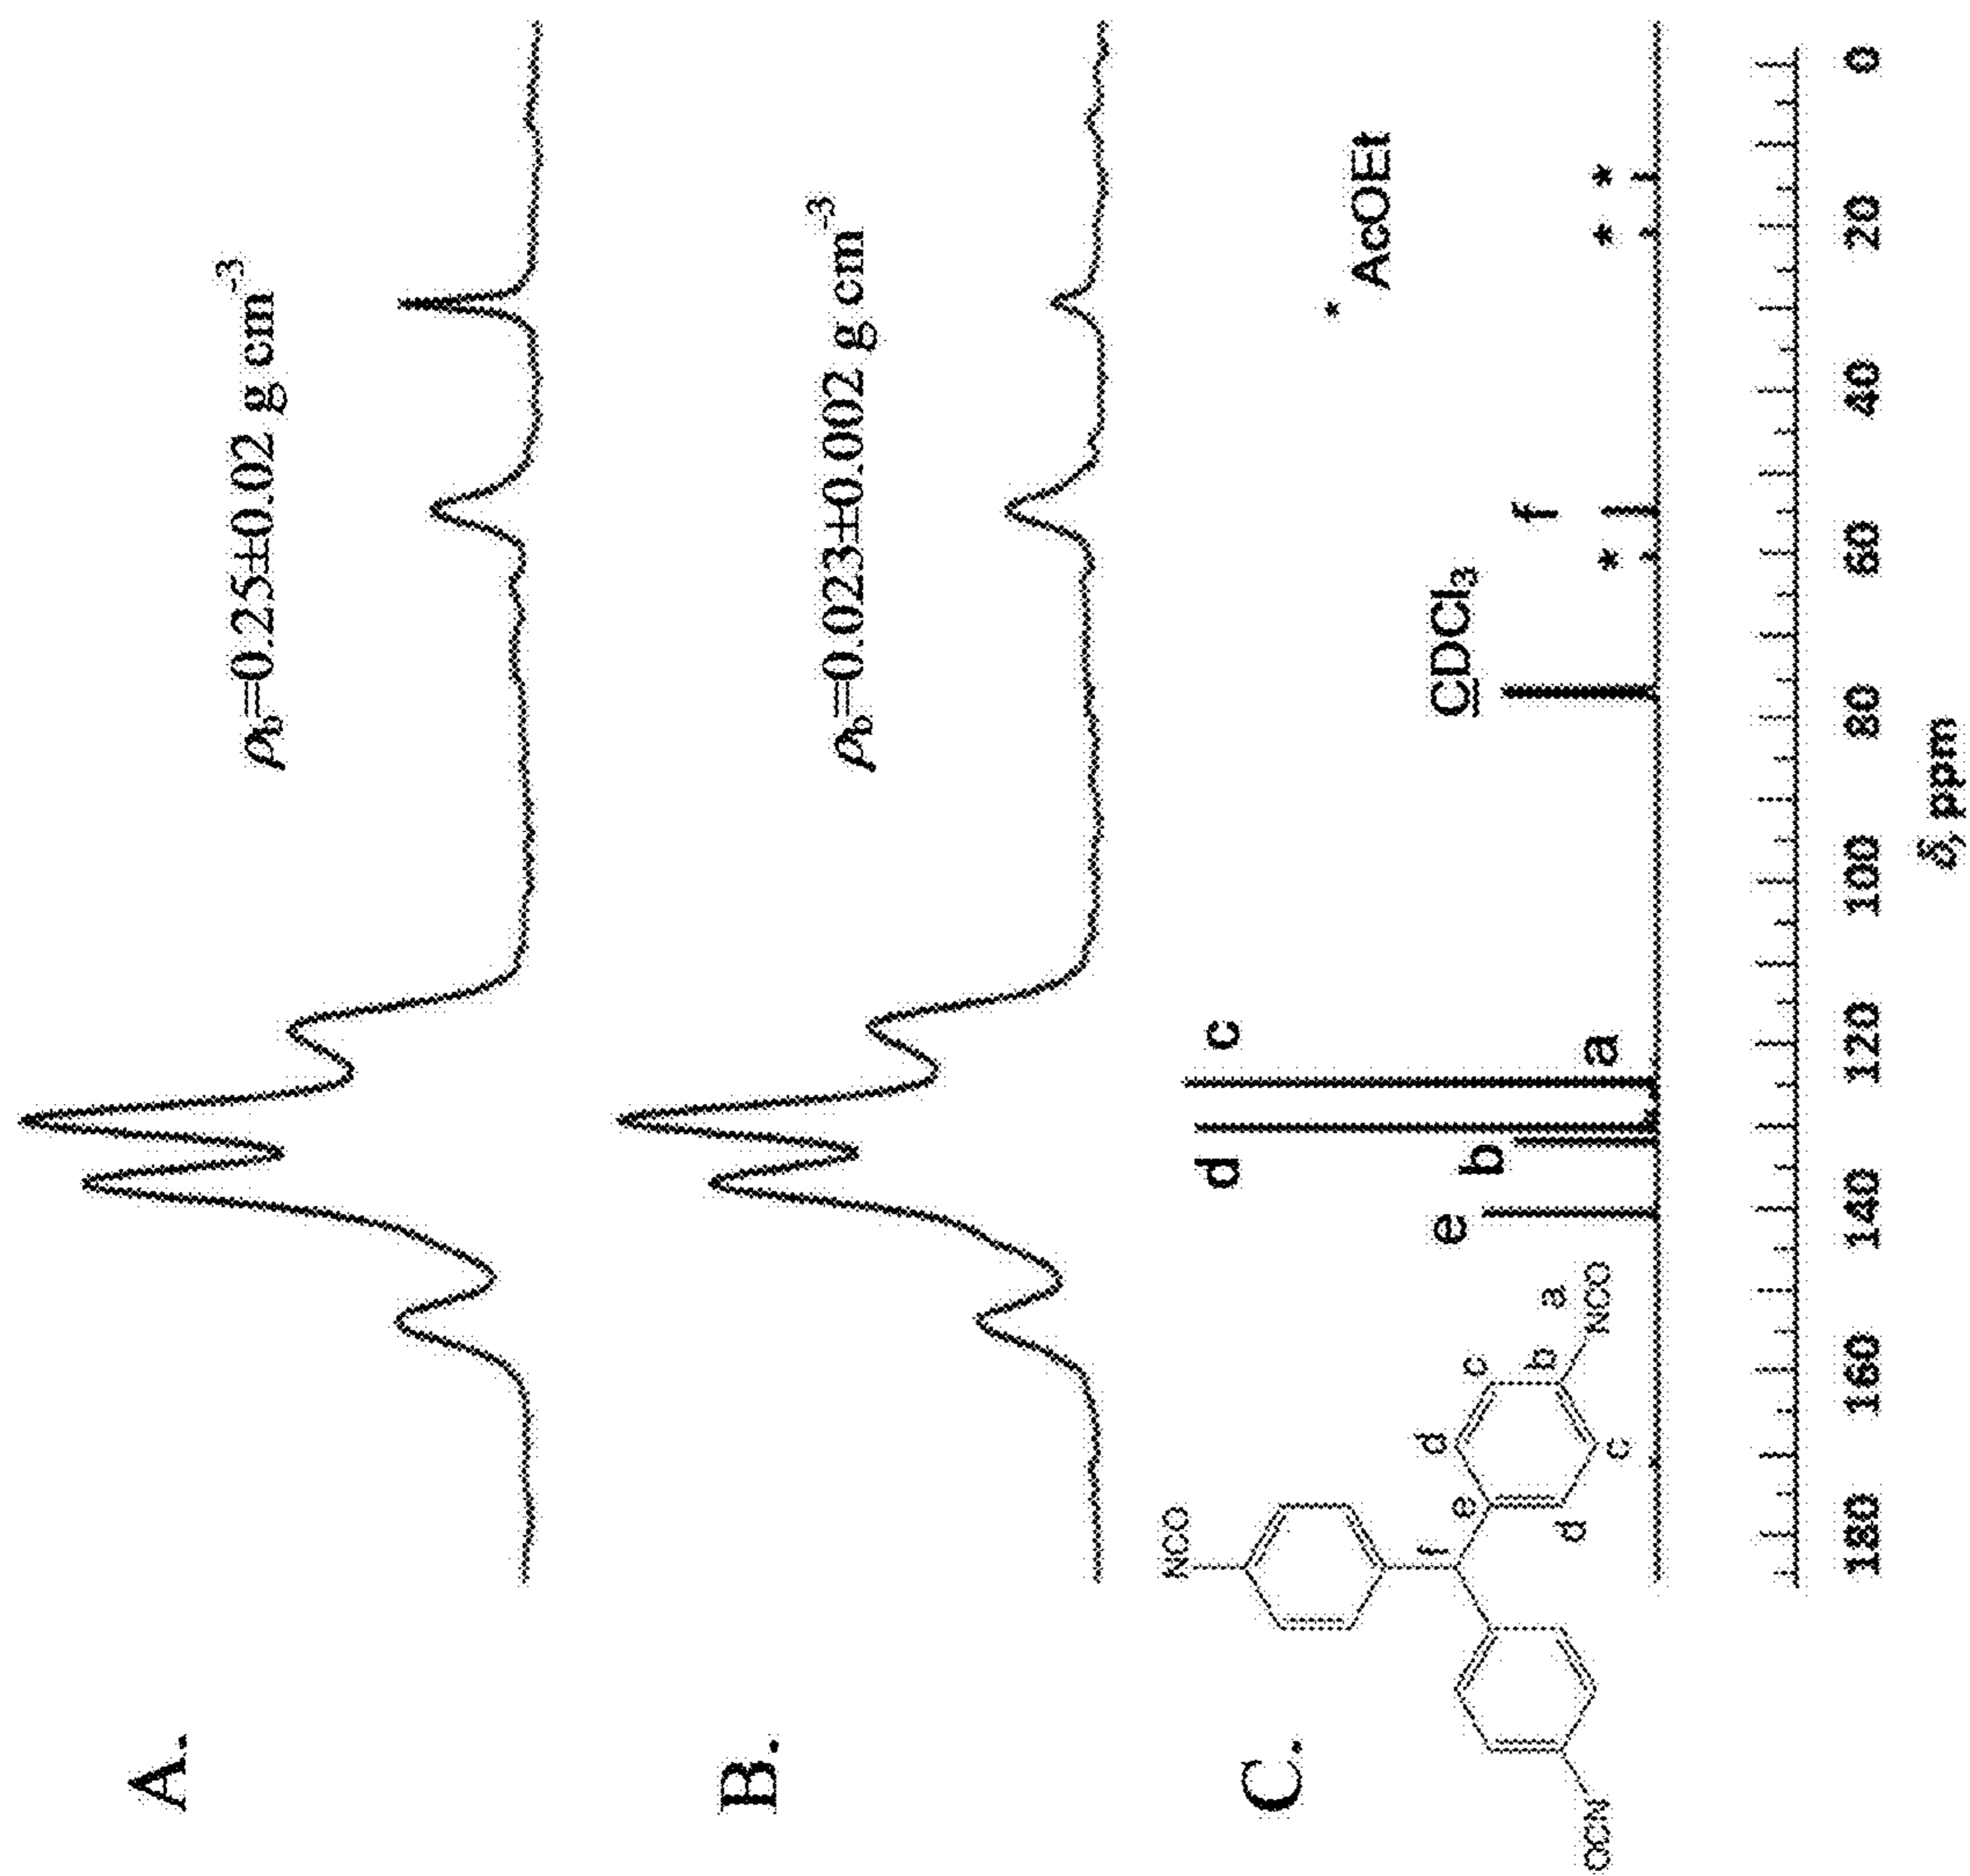 A.
ρb=0.25±0.02 g cm-3
B.
ρb=0.023±0.002 g cm-3
C.
* AcOEt
CDCl3
d
c
e
b
a
*
f
*
*
NCO
f
e
d
d
c
c
b
a
NCO
OCN
180
160
140
120
100
80
60
40
20
0
δ, ppm